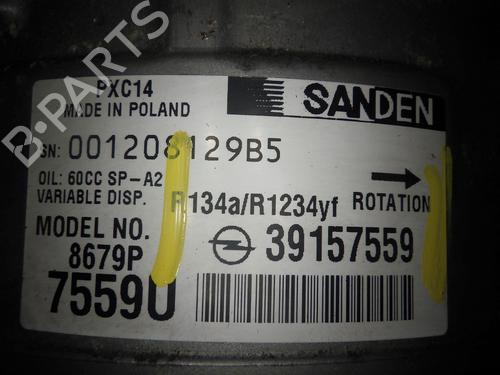 PXC14
MADE IN POLAND
SANDEN
SN: 001208129B5
OIL: 60CC SP-A2
VARIABLE DISP.
R134a/R1234yf
ROTATION
MODEL NO.
8679P
39157559
7559U
B-PARTS